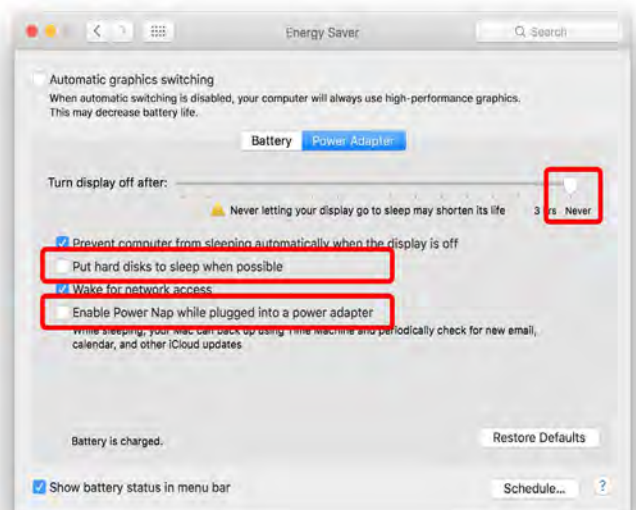 Energy Saver
Search
Automatic graphics switching
When automatic switching is disabled, your computer will always use high-performance graphics.
This may decrease battery life.
Battery Power Adapter
Turn display off after:
Never letting your display go to sleep may shorten its life 3 rs Never
Prevent computer from sleeping automatically when the display is off
Put hard disks to sleep when possible
Wake for network access
Enable Power Nap while plugged into a power adapter
While sleeping, your Mac can back up using Time Machine and periodically check for new email,
calendar, and other iCloud updates
Battery is charged.
Restore Defaults
Show battery status in menu bar
Schedule... ?